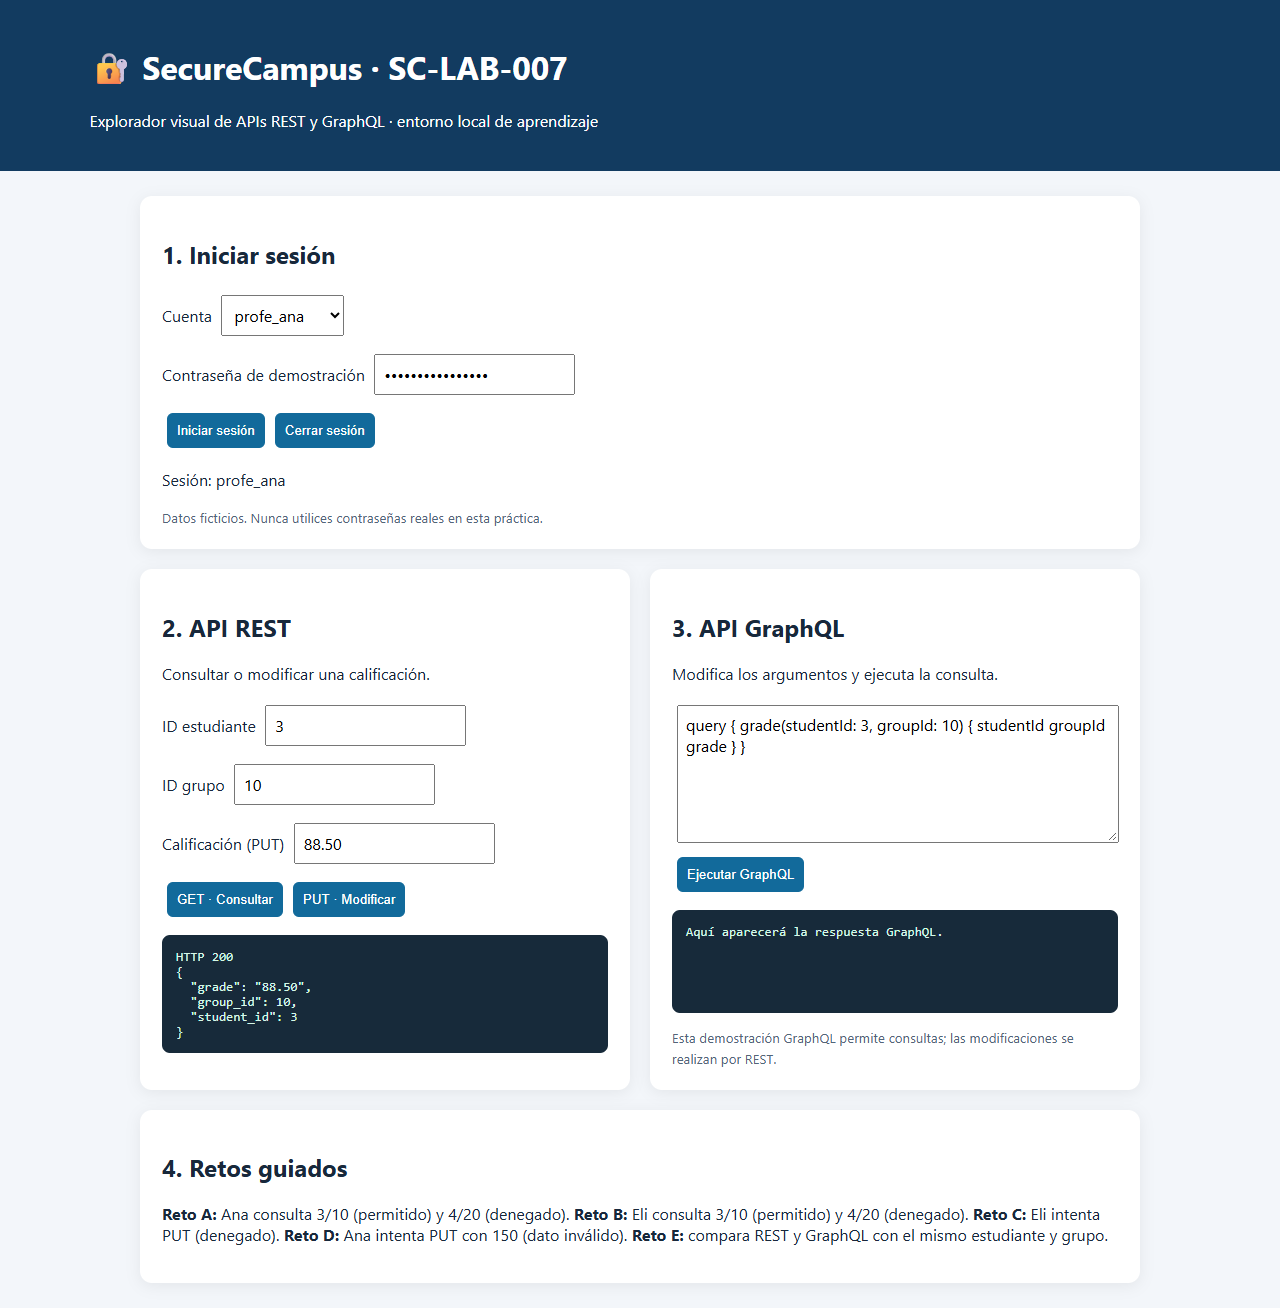 🔐 SecureCampus · SC-LAB-007
Explorador visual de APIs REST y GraphQL · entorno local de aprendizaje
1. Iniciar sesión
Cuenta profe_ana
Contraseña de demostración ••••••••••••••••
Iniciar sesión Cerrar sesión
Sesión: profe_ana
Datos ficticios. Nunca utilices contraseñas reales en esta práctica.
2. API REST
Consultar o modificar una calificación.
ID estudiante 3
ID grupo 10
Calificación (PUT) 88.50
GET · Consultar PUT · Modificar
HTTP 200
{
  "grade": "88.50",
  "group_id": 10,
  "student_id": 3
}
3. API GraphQL
Modifica los argumentos y ejecuta la consulta.
query { grade(studentId: 3, groupId: 10) { studentId groupId
grade } }
Ejecutar GraphQL
Aquí aparecerá la respuesta GraphQL.
Esta demostración GraphQL permite consultas; las modificaciones se
realizan por REST.
4. Retos guiados
Reto A: Ana consulta 3/10 (permitido) y 4/20 (denegado). Reto B: Eli consulta 3/10 (permitido) y 4/20 (denegado). Reto C: Eli intenta
PUT (denegado). Reto D: Ana intenta PUT con 150 (dato inválido). Reto E: compara REST y GraphQL con el mismo estudiante y grupo.